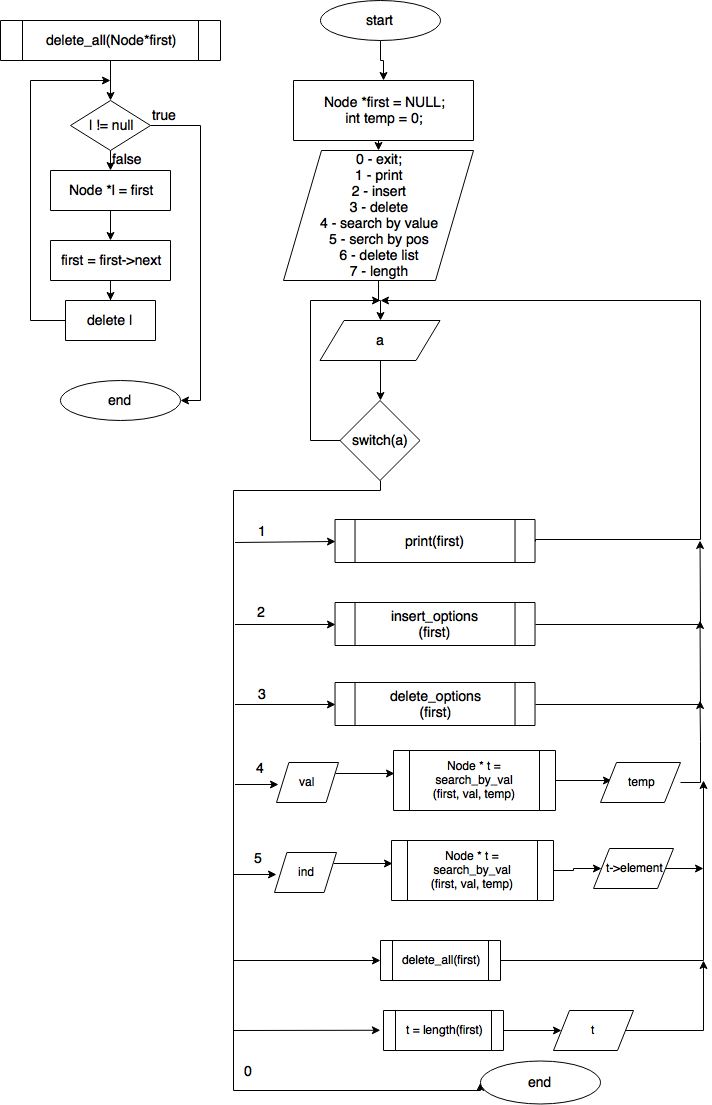 delete_all(Node*first)
l != null
true
false
Node *l = first
first = first->next
delete l
end
start
Node *first = NULL;
int temp = 0;
0 - exit;
1 - print
2 - insert
3 - delete
4 - search by value
5 - serch by pos
6 - delete list
7 - length
a
switch(a)
1
print(first)
2
insert_options
(first)
3
delete_options
(first)
4
val
Node * t =
search_by_val
(first, val, temp)
temp
5
ind
Node * t =
search_by_val
(first, val, temp)
t->element
delete_all(first)
t = length(first)
t
0
end